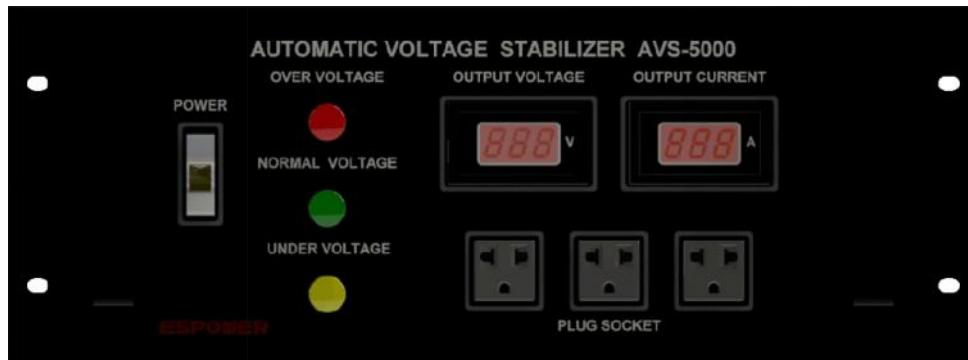 AUTOMATIC VOLTAGE STABILIZER AVS-5000
OVER VOLTAGE
OUTPUT VOLTAGE
OUTPUT CURRENT
POWER
888 V
888 A
NORMAL VOLTAGE
UNDER VOLTAGE
PLUG SOCKET
ESPOWER